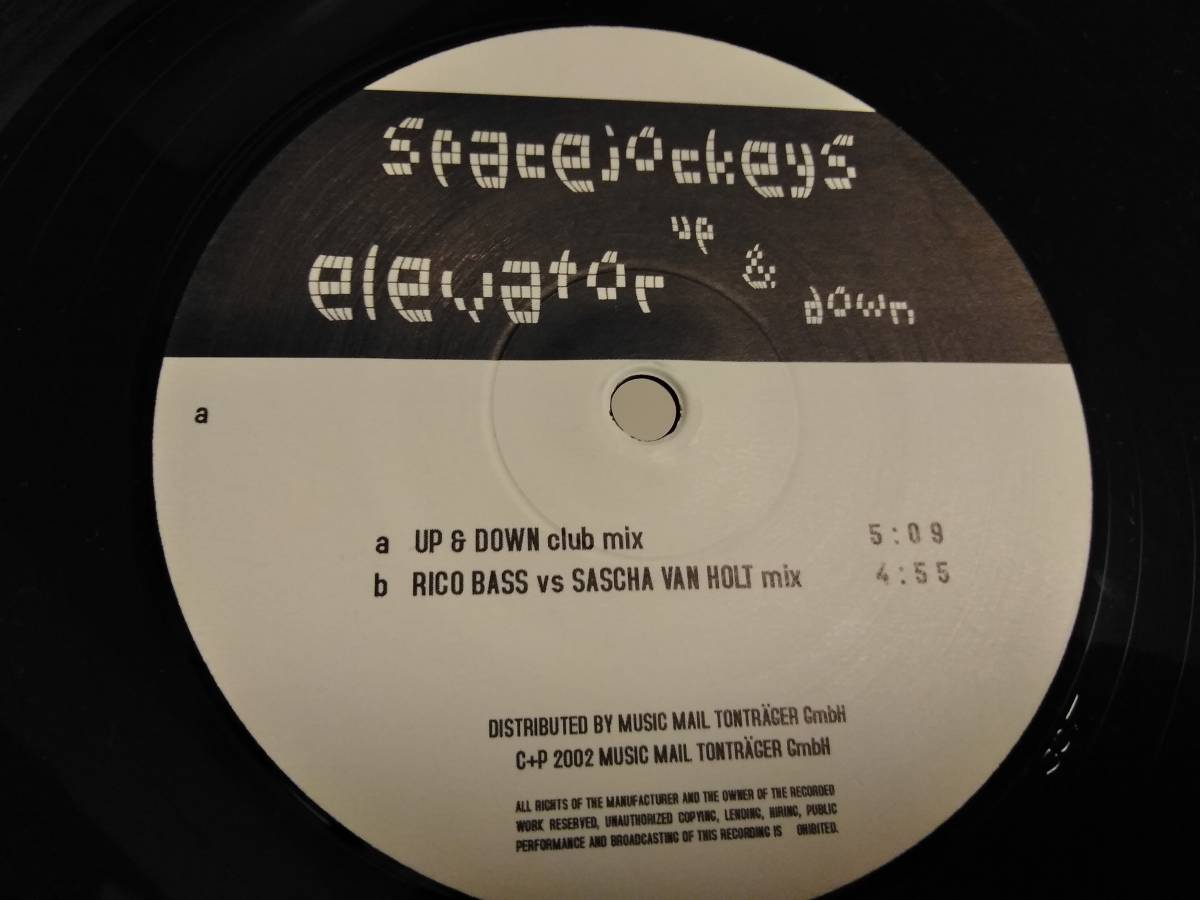 spacejockeys
elevator up & down
a
a UP & DOWN club mix 5:09
b RICO BASS vs SASCHA VAN HOLT mix 4:55
DISTRIBUTED BY MUSIC MAIL TONTRÄGER GmbH
C+P 2002 MUSIC MAIL TONTRÄGER GmbH
ALL RIGHTS OF THE MANUFACTURER AND THE OWNER OF THE RECORDED
WORK RESERVED, UNAUTHORIZED COPYING, LENDING, HIRING, PUBLIC
PERFORMANCE AND BROADCASTING OF THIS RECORDING IS OHIBITED.